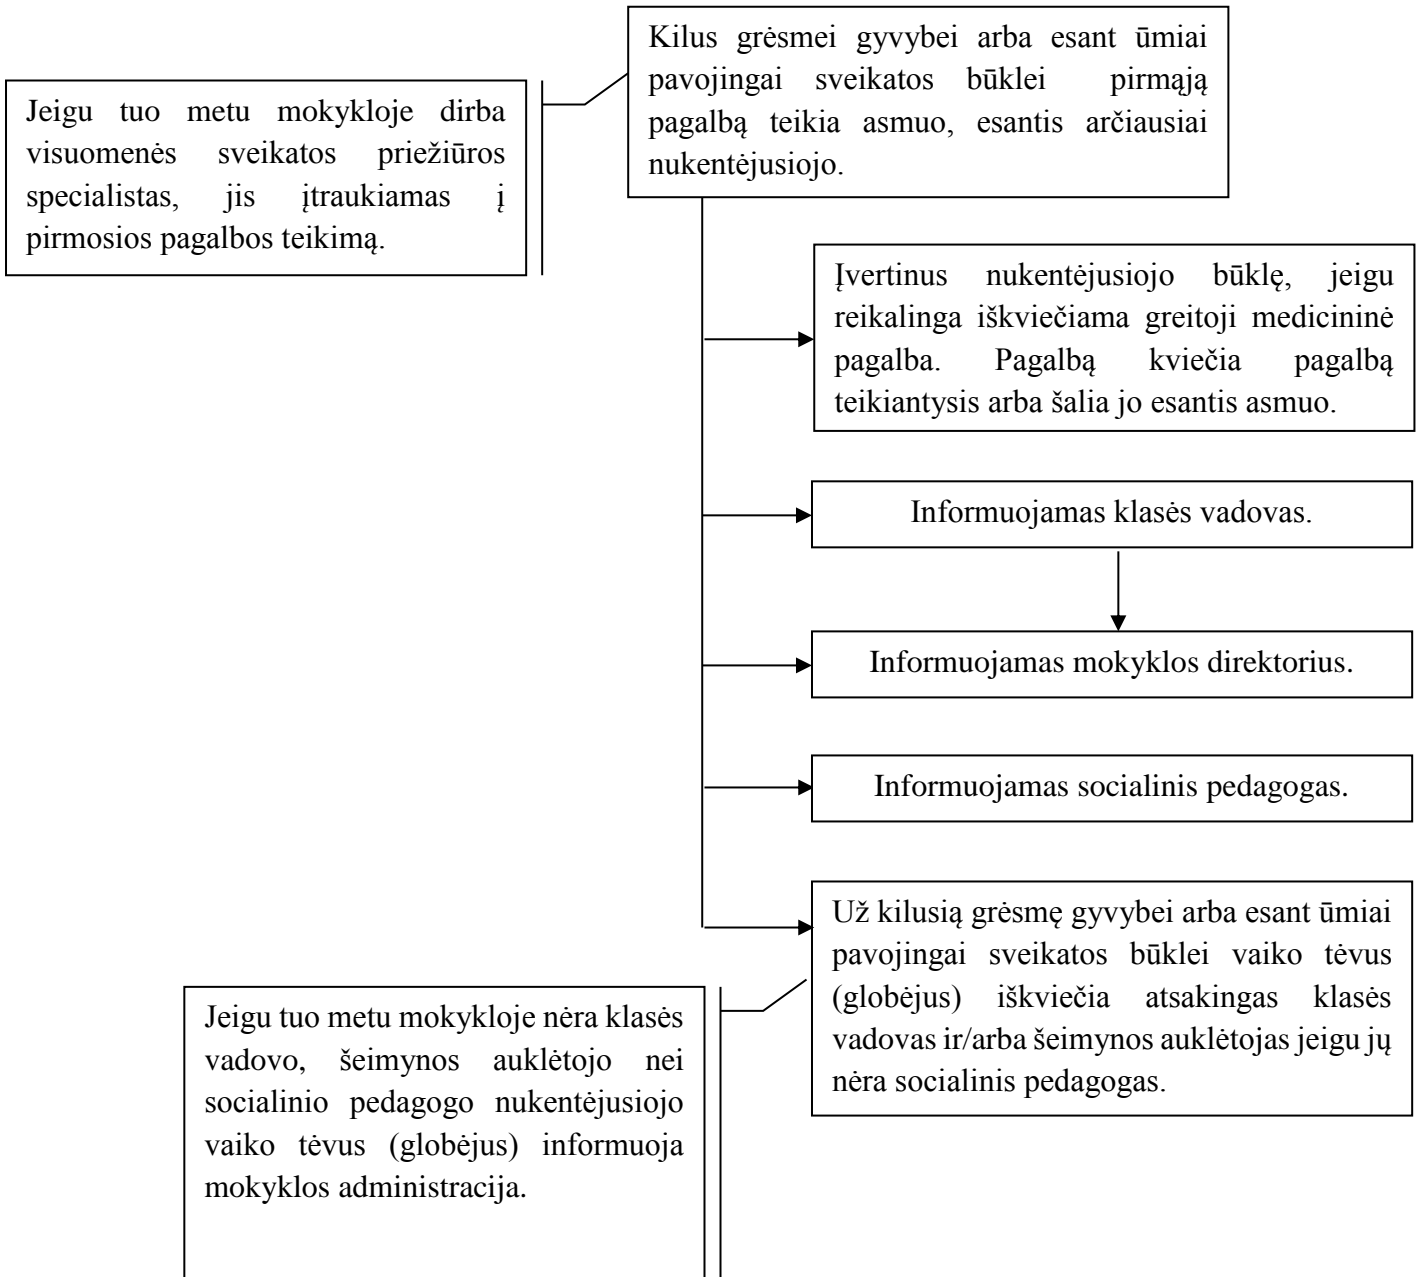 Kilus grėsmei gyvybei arba esant ūmiai
pavojingai sveikatos būklei pirmąją
pagalbą teikia asmuo, esantis arčiausiai
nukentėjusiojo.
Jeigu tuo metu mokykloje dirba
visuomenės sveikatos priežiūros
specialistas, jis įtraukiamas į
pirmosios pagalbos teikimą.
Įvertinus nukentėjusiojo būklę, jeigu
reikalinga iškviečiama greitoji medicininė
pagalba. Pagalbą kviečia pagalbą
teikiantysis arba šalia jo esantis asmuo.
Informuojamas klasės vadovas.
Informuojamas mokyklos direktorius.
Informuojamas socialinis pedagogas.
Už kilusią grėsmę gyvybei arba esant ūmiai
pavojingai sveikatos būklei vaiko tėvus
(globėjus) iškviečia atsakingas klasės
vadovas ir/arba šeimynos auklėtojas jeigu jų
nėra socialinis pedagogas.
Jeigu tuo metu mokykloje nėra klasės
vadovo, šeimynos auklėtojo nei
socialinio pedagogo nukentėjusiojo
vaiko tėvus (globėjus) informuoja
mokyklos administracija.